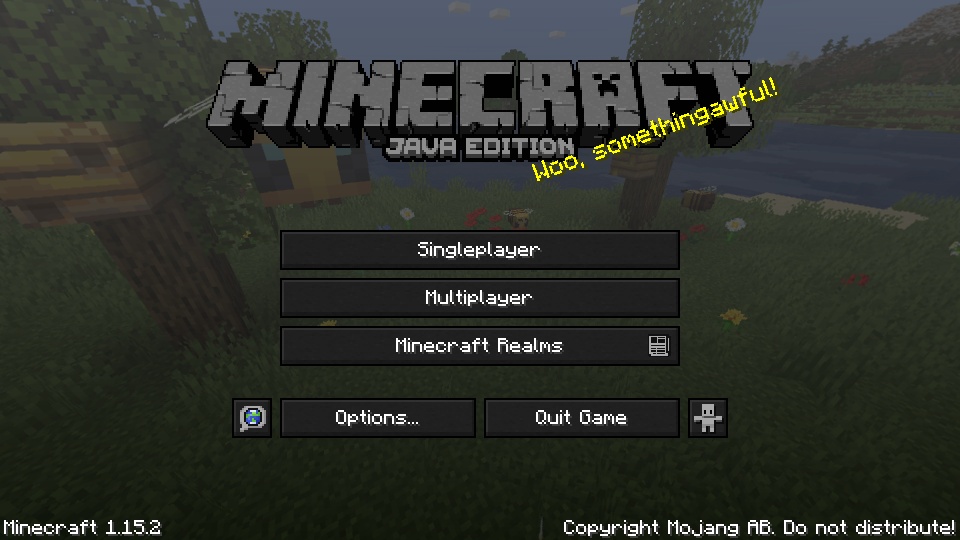 MINECRAFT
JAVA EDITION
Woo, somethingawful!
Singleplayer
Multiplayer
Minecraft Realms
Options...
Quit Game
Minecraft 1.15.2
Copyright Mojang AB. Do not distribute!